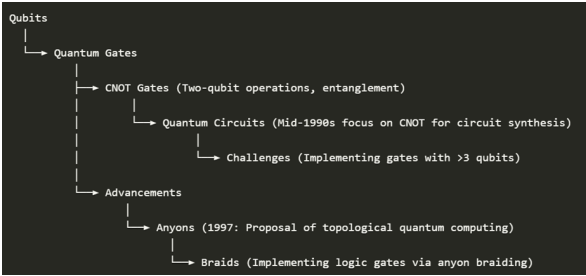 Qubits
Quantum Gates
CNOT Gates (Two-qubit operations, entanglement)
Quantum Circuits (Mid-1990s focus on CNOT for circuit synthesis)
Challenges (Implementing gates with >3 qubits)
Advancements
Anyons (1997: Proposal of topological quantum computing)
Braids (Implementing logic gates via anyon braiding)